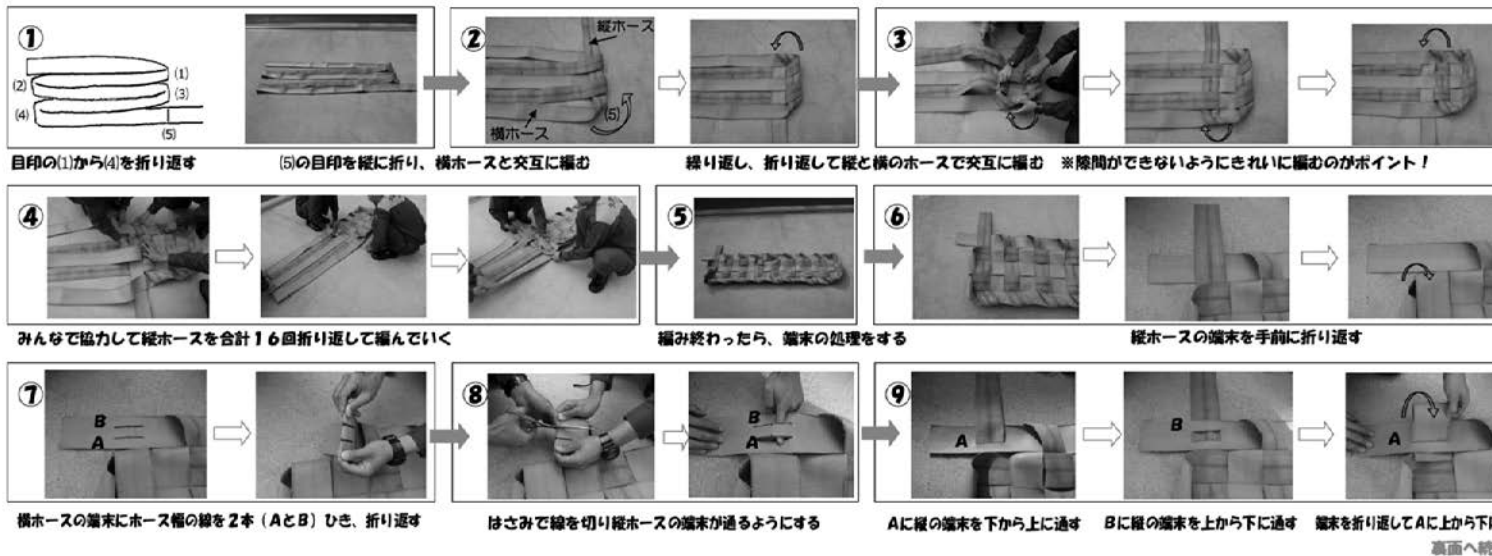 ①
(1)
(2)
(3)
(4)
(5)
目印の(1)から(4)を折り返す
②
縦ホース
横ホース
(5)
(5)の目印を縦に折り、横ホースと交互に編む
③
繰り返し、折り返して縦と横のホースで交互に編む ※隙間ができないようにきれいに編むのがポイント！
④
みんなで協力して縦ホースを合計16回折り返して編んでいく
⑤
編み終わったら、端末の処理をする
⑥
縦ホースの端末を手前に折り返す
⑦
B
A
横ホースの端末にホース幅の線を2本（AとB）ひき、折り返す
⑧
B
A
はさみで線を切り縦ホースの端末が通るようにする
⑨
A
Aに縦の端末を下から上に通す
B
Bに縦の端末を上から下に通す
A
端末を折り返してAに上から下に
裏面へ続